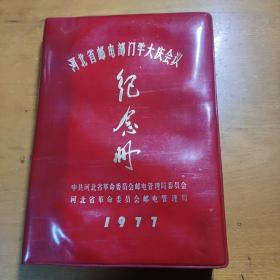 河北省邮电部门学大庆会议
纪念册
中共河北省革命委员会邮电管理局委员会
河北省革命委员会邮电管理局
1977